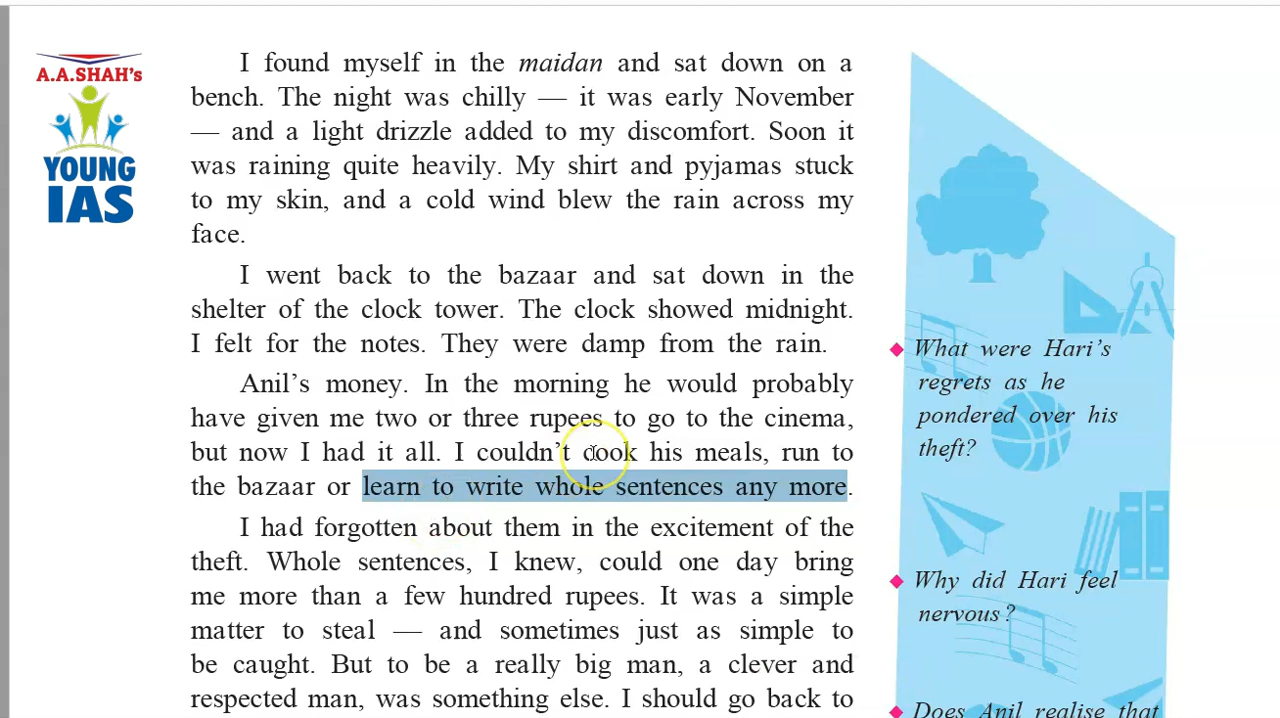 A.A.SHAH's
YOUNG
IAS
I found myself in the maidan and sat down on a
bench. The night was chilly — it was early November
— and a light drizzle added to my discomfort. Soon it
was raining quite heavily. My shirt and pyjamas stuck
to my skin, and a cold wind blew the rain across my
face.
I went back to the bazaar and sat down in the
shelter of the clock tower. The clock showed midnight.
I felt for the notes. They were damp from the rain.
Anil’s money. In the morning he would probably
have given me two or three rupees to go to the cinema,
but now I had it all. I couldn’t cook his meals, run to
the bazaar or learn to write whole sentences any more.
I had forgotten about them in the excitement of the
theft. Whole sentences, I knew, could one day bring
me more than a few hundred rupees. It was a simple
matter to steal — and sometimes just as simple to
be caught. But to be a really big man, a clever and
respected man, was something else. I should go back to
What were Hari’s
regrets as he
pondered over his
theft?
Why did Hari feel
nervous?
Does Anil realise that